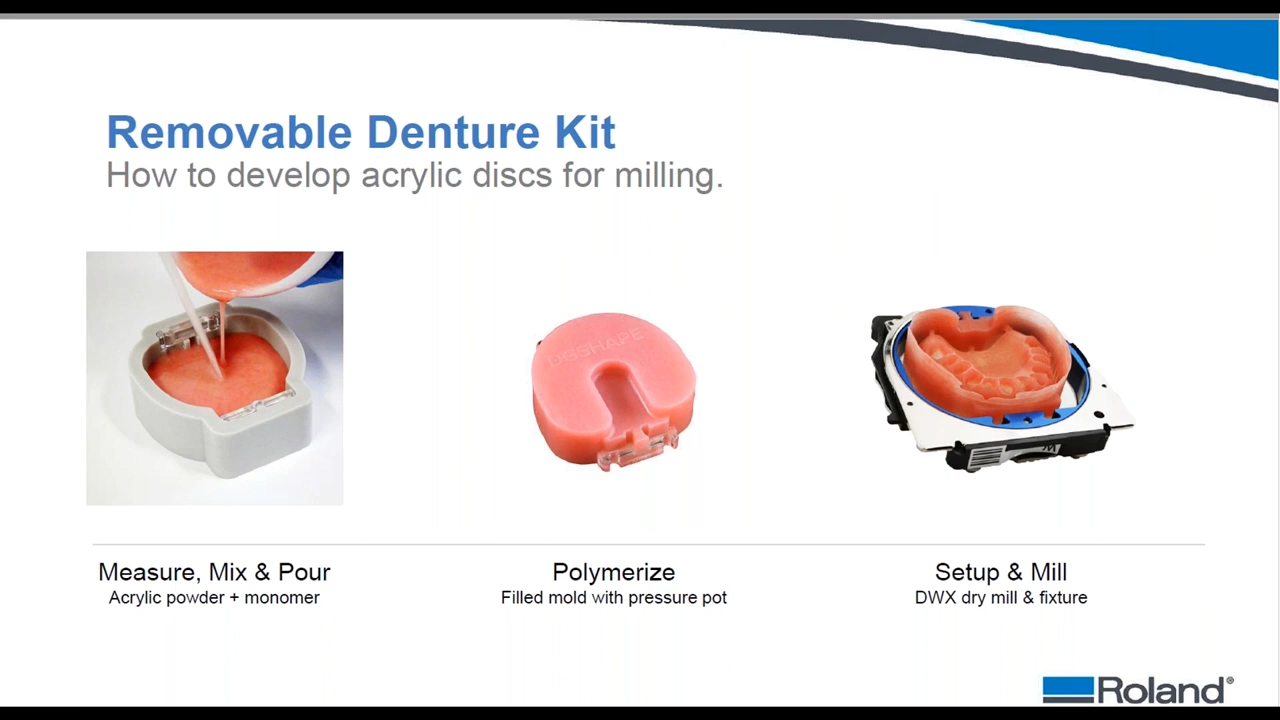 Removable Denture Kit
How to develop acrylic discs for milling.
DGSHAPE
Measure, Mix & Pour
Acrylic powder + monomer
Polymerize
Filled mold with pressure pot
Setup & Mill
DWX dry mill & fixture
Roland®